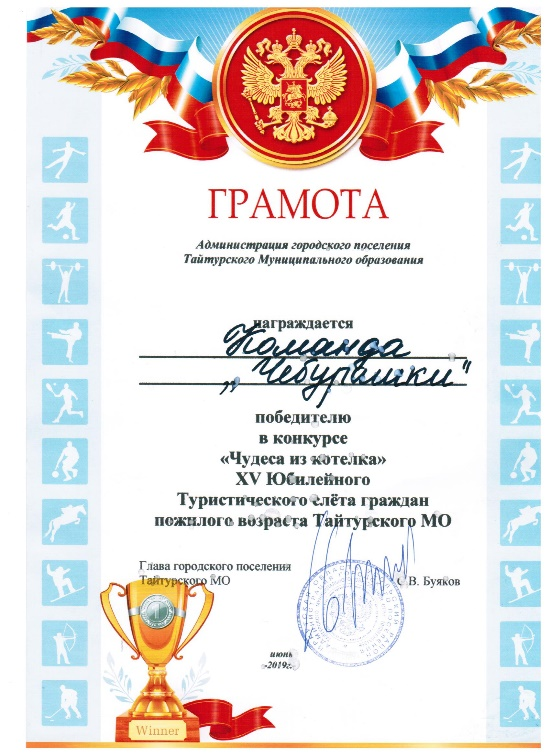 ГРАМОТА
Администрация городского поселения
Тайтурского Муниципального образования
награждается
Команда
„Чебурашки"
победителю
в конкурсе
«Чудеса из котелка»
XV Юбилейного
Туристического слёта граждан
пожилого возраста Тайтурского МО
Глава городского поселения
Тайтурского МО С.В. Буяков
1
июнь
-2019г.
Winner